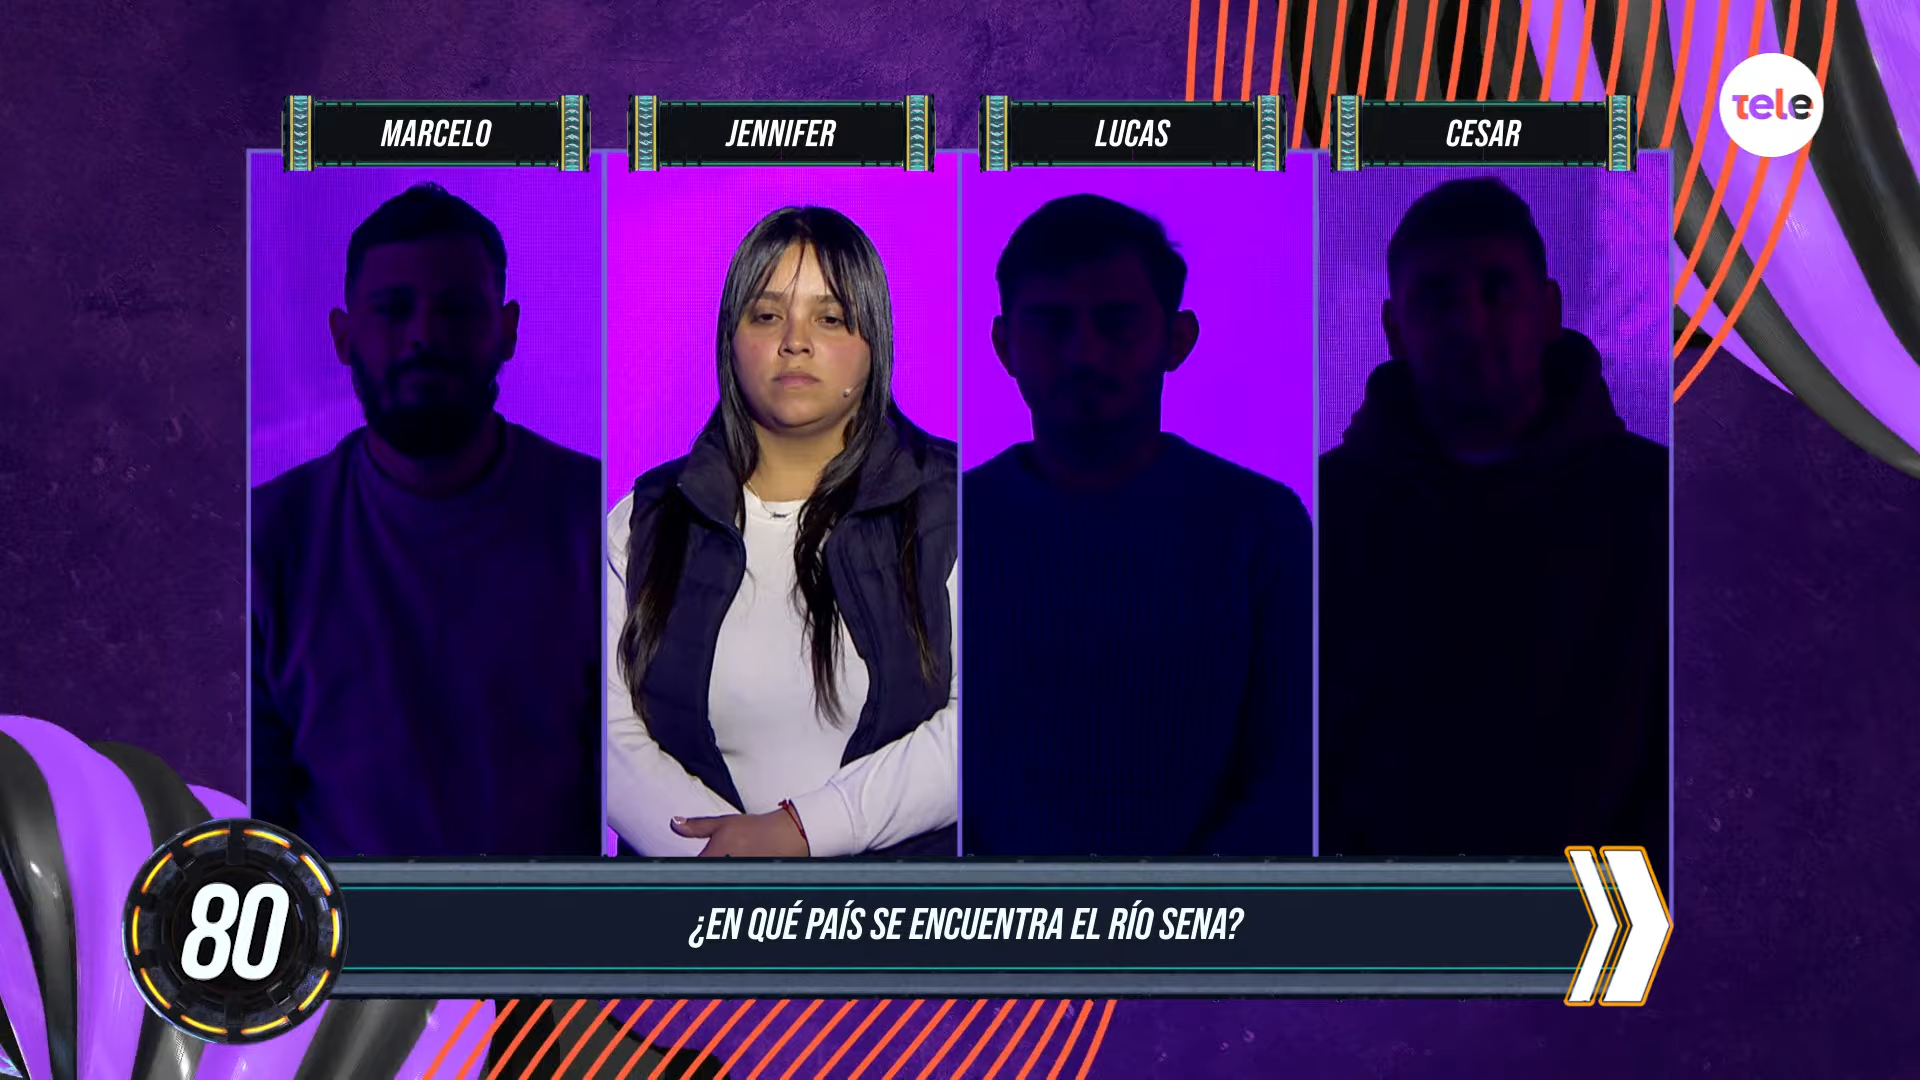 MARCELO
JENNIFER
LUCAS
CESAR
tele
80
¿EN QUÉ PAÍS SE ENCUENTRA EL RÍO SENA?